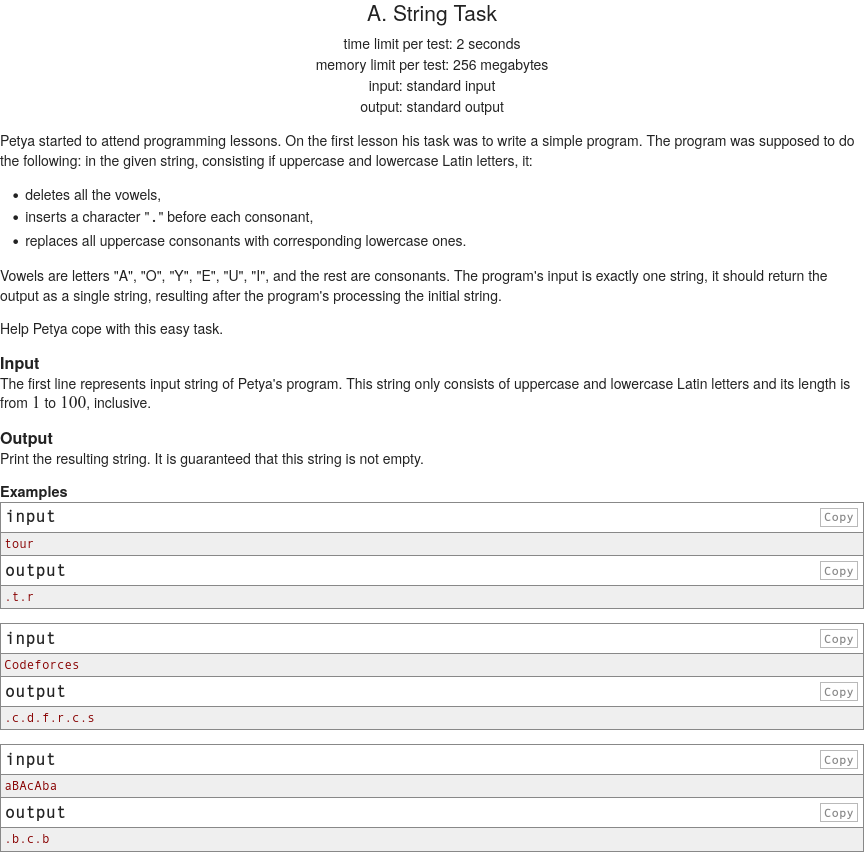 A. String Task
time limit per test: 2 seconds
memory limit per test: 256 megabytes
input: standard input
output: standard output
Petya started to attend programming lessons. On the first lesson his task was to write a simple program. The program was supposed to do
the following: in the given string, consisting if uppercase and lowercase Latin letters, it:
• deletes all the vowels,
• inserts a character "." before each consonant,
• replaces all uppercase consonants with corresponding lowercase ones.
Vowels are letters "A", "O", "Y", "E", "U", "I", and the rest are consonants. The program's input is exactly one string, it should return the
output as a single string, resulting after the program's processing the initial string.
Help Petya cope with this easy task.
Input
The first line represents input string of Petya's program. This string only consists of uppercase and lowercase Latin letters and its length is
from 1 to 100, inclusive.
Output
Print the resulting string. It is guaranteed that this string is not empty.
Examples
input Copy
tour
output Copy
.t.r
input Copy
Codeforces
output Copy
.c.d.f.r.c.s
input Copy
aBAcAba
output Copy
.b.c.b